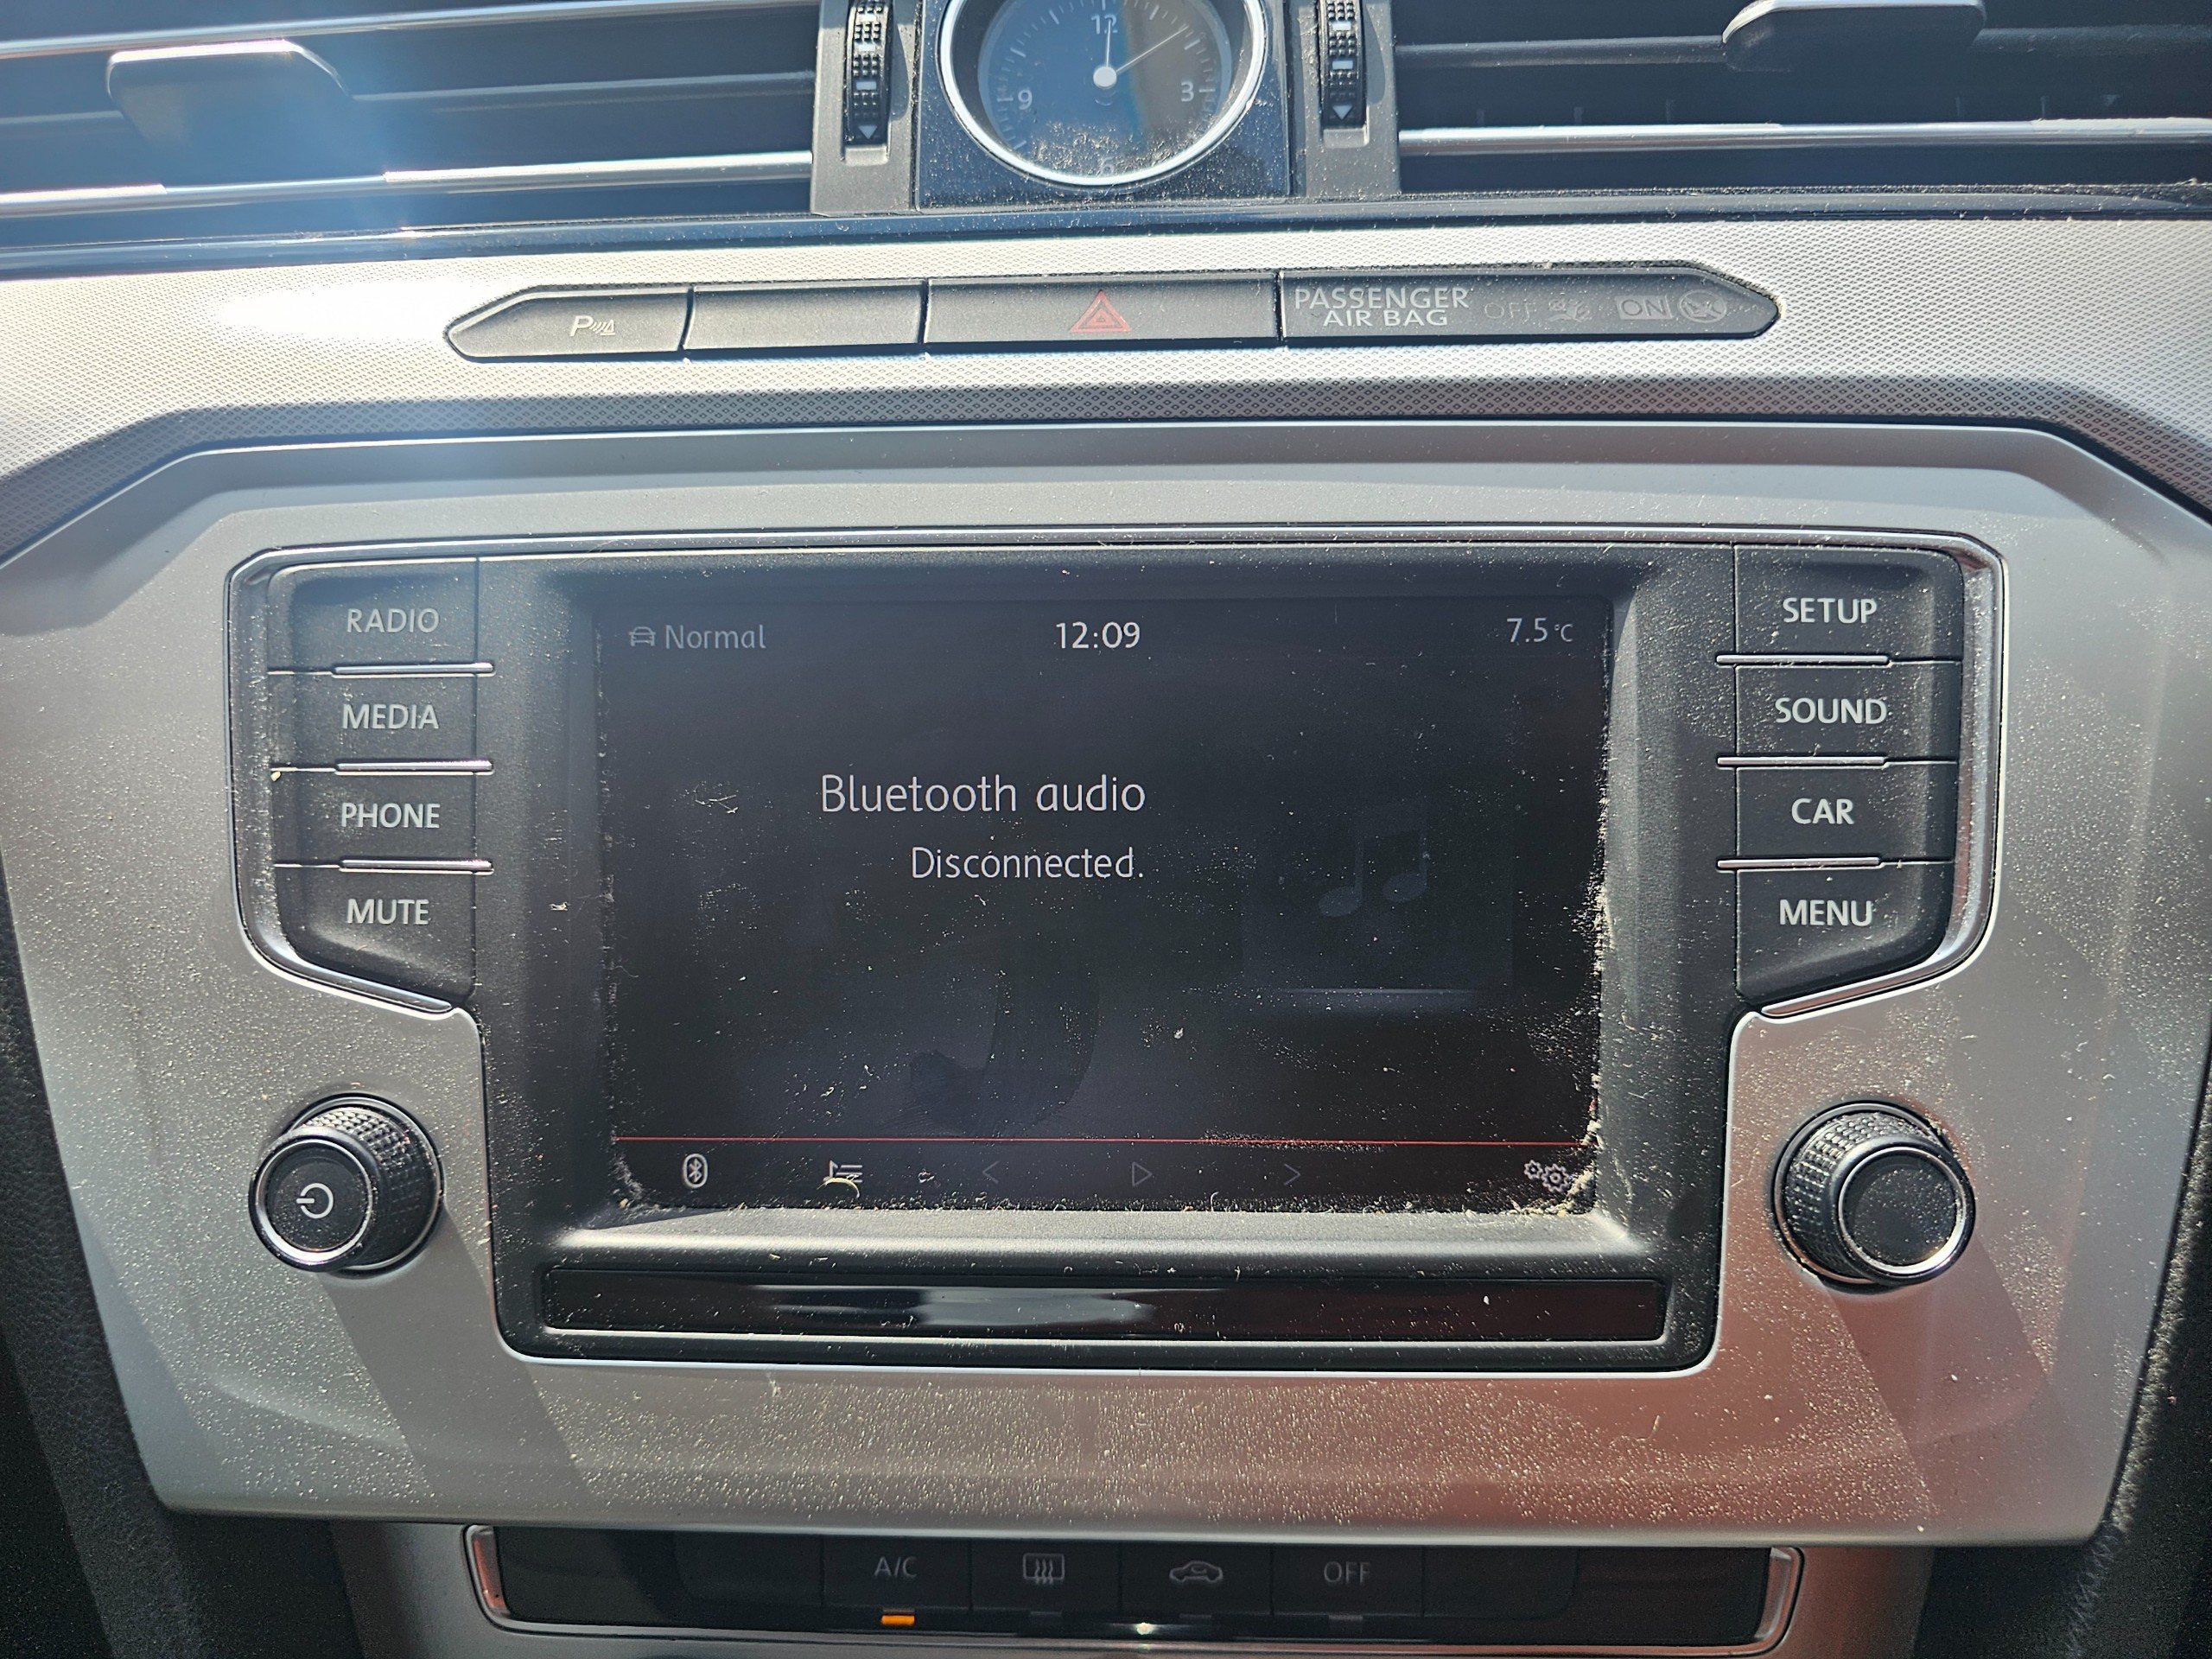 12
9
3
6
P
PASSENGER
AIR BAG
OFF
ON
RADIO
MEDIA
PHONE
MUTE
Normal
12:09
7.5°C
Bluetooth audio
Disconnected.
SETUP
SOUND
CAR
MENU
A/C
OFF